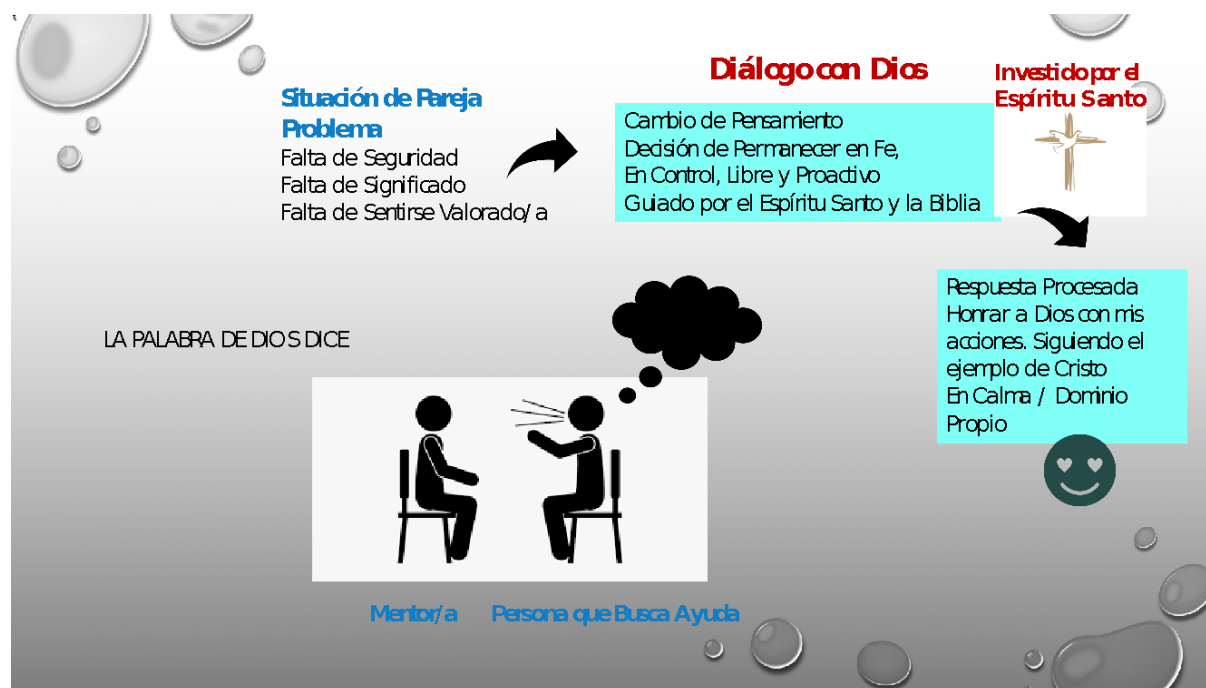 Situación de Pareja
Problema
Falta de Seguridad
Falta de Significado
Falta de Sentirse Valorado/a
Diálogo con Dios
Cambio de Pensamiento
Decisión de Permanecer en Fe,
En Control, Libre y Proactivo
Guiado por el Espíritu Santo y la Biblia
Investido por el
Espíritu Santo
Respuesta Procesada
Honrar a Dios con mis
acciones. Siguiendo el
ejemplo de Cristo
En Calma / Dominio
Propio
LA PALABRA DE DIOS DICE
Mentor/a Persona que Busca Ayuda